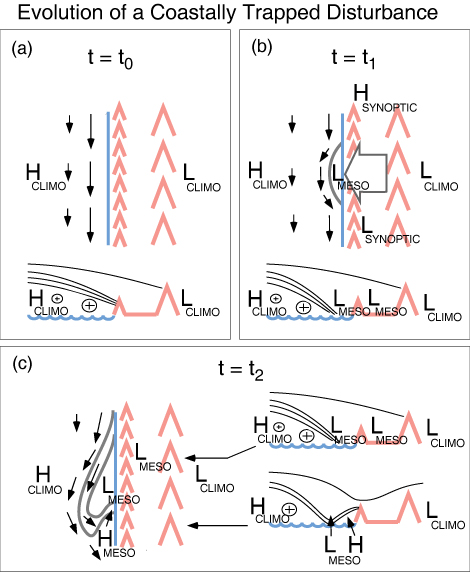 Evolution of a Coastally Trapped Disturbance
(a)
t = t0
H CLIMO
L CLIMO
H CLIMO
L CLIMO
(b)
t = t1
H SYNOPTIC
H CLIMO
L MESO
L CLIMO
L SYNOPTIC
H CLIMO
L MESO
L MESO
L CLIMO
(c)
t = t2
H CLIMO
L MESO
L MESO
L CLIMO
H MESO
H CLIMO
L MESO
L MESO
L CLIMO
H CLIMO
L CLIMO
L MESO
H